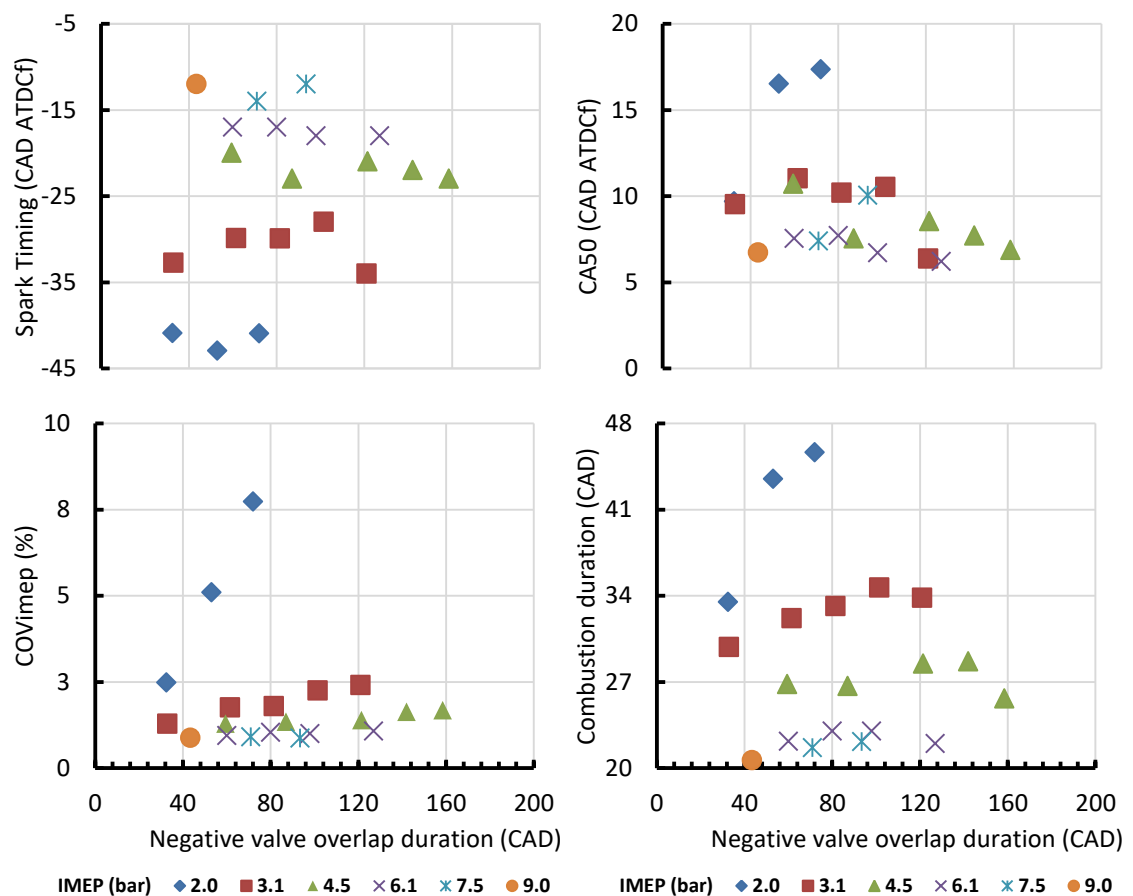 Spark Timing (CAD ATDCf)
-5
-15
-25
-35
-45
CA50 (CAD ATDCf)
20
15
10
5
0
COVimep (%)
10
8
5
3
0
0 40 80 120 160 200
Negative valve overlap duration (CAD)
Combustion duration (CAD)
48
41
34
27
20
0 40 80 120 160 200
Negative valve overlap duration (CAD)
IMEP (bar) 2.0 3.1 4.5 6.1 7.5 9.0
IMEP (bar) 2.0 3.1 4.5 6.1 7.5 9.0